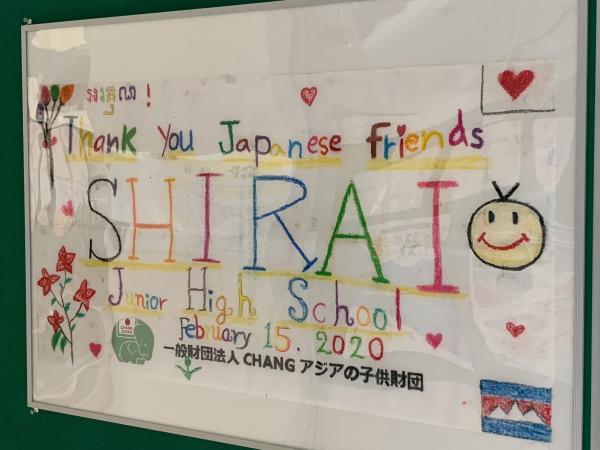 អរគុណ !
Thank You Japanese friends
SHIRAI
Junior High School
February 15. 2020
一般財団法人 CHANG アジアの子供財団